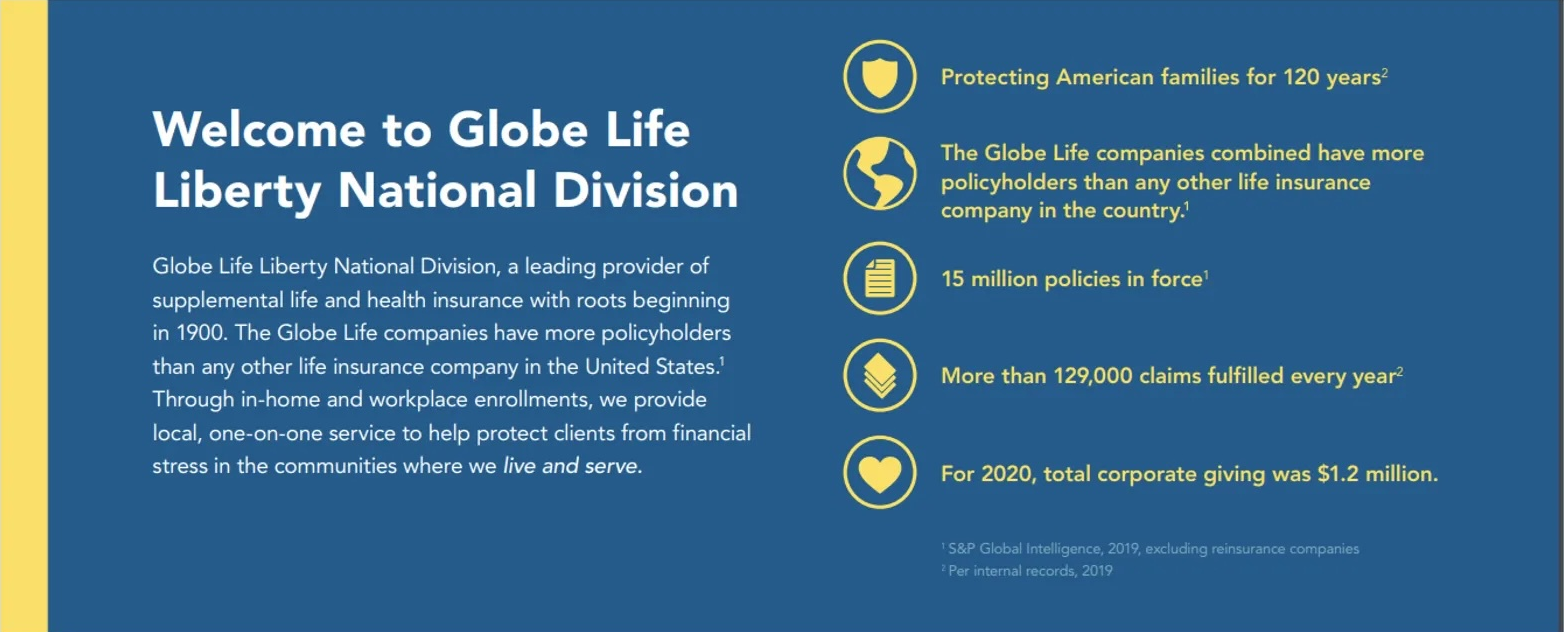 Welcome to Globe Life
Liberty National Division
Globe Life Liberty National Division, a leading provider of
supplemental life and health insurance with roots beginning
in 1900. The Globe Life companies have more policyholders
than any other life insurance company in the United States.¹
Through in-home and workplace enrollments, we provide
local, one-on-one service to help protect clients from financial
stress in the communities where we live and serve.
Protecting American families for 120 years²
The Globe Life companies combined have more
policyholders than any other life insurance
company in the country.¹
15 million policies in force¹
More than 129,000 claims fulfilled every year²
For 2020, total corporate giving was $1.2 million.
¹ S&P Global Intelligence, 2019, excluding reinsurance companies
² Per internal records, 2019